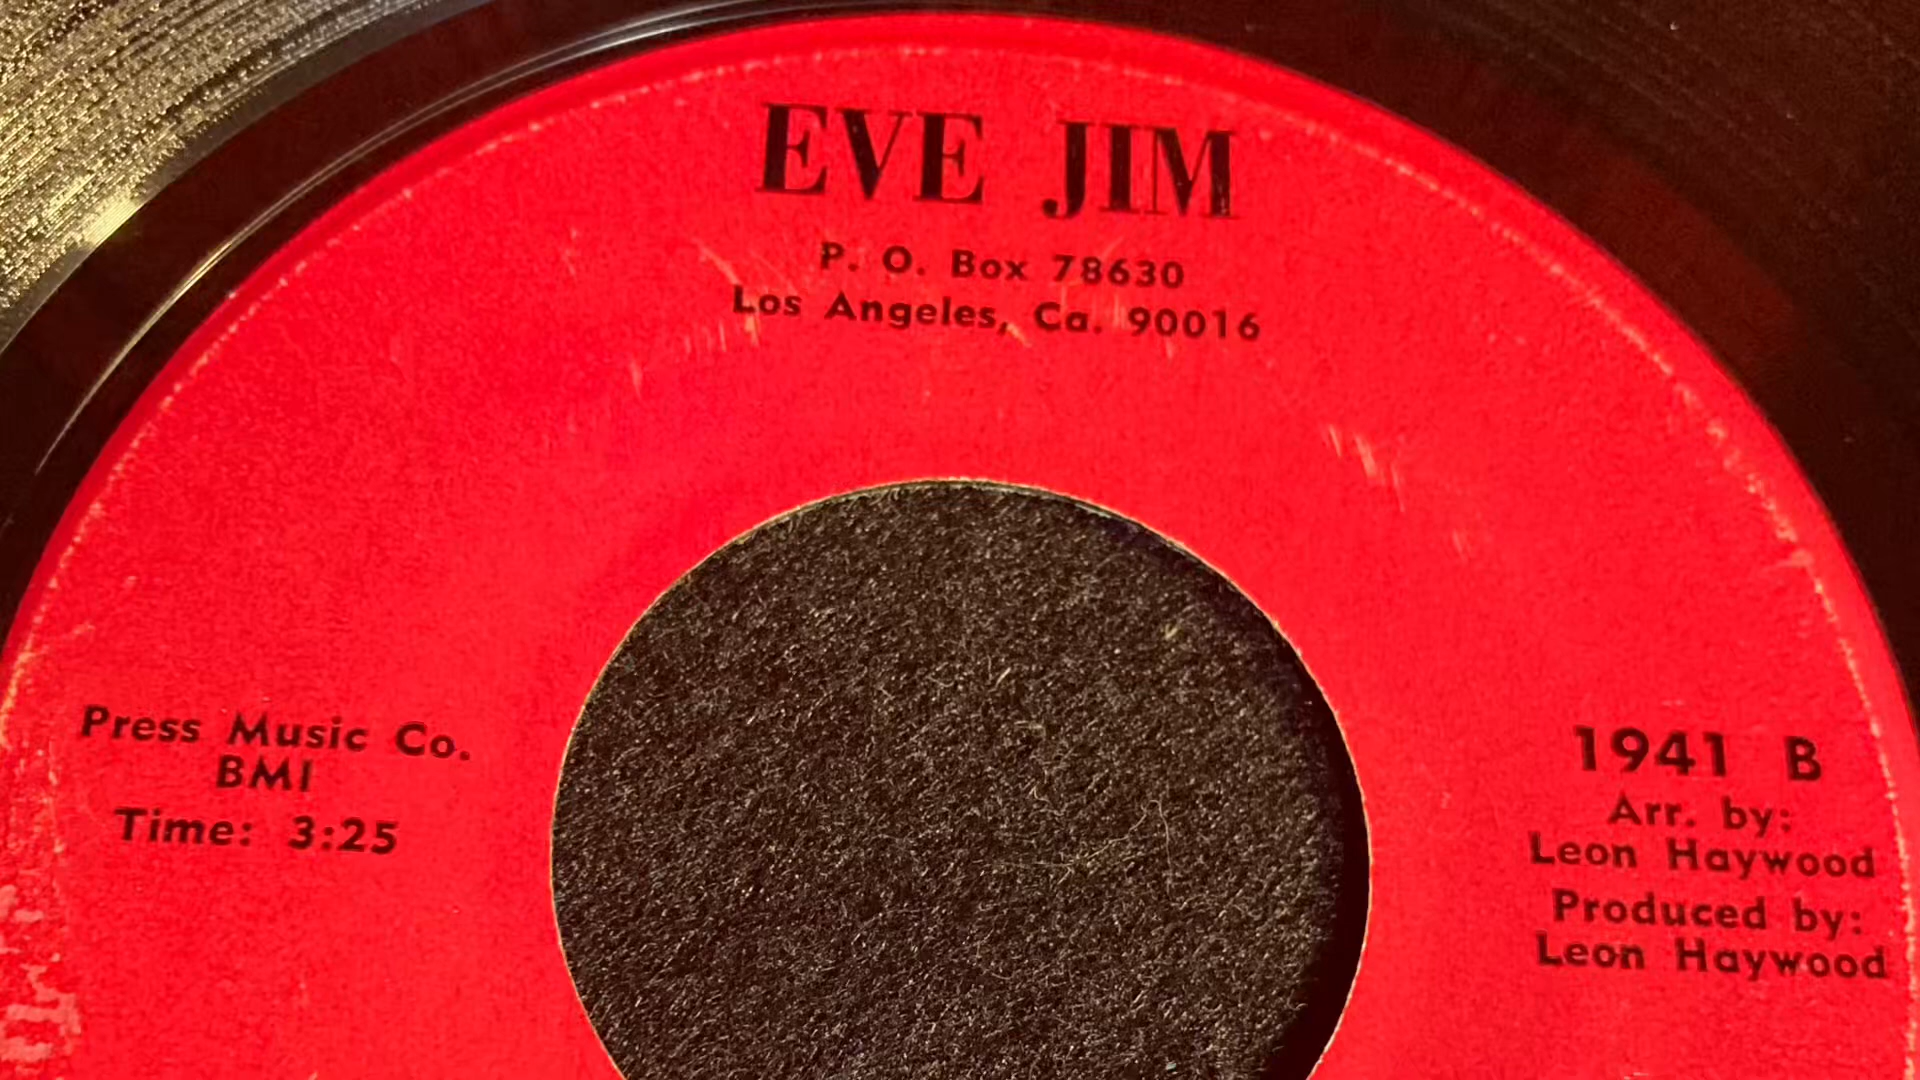 EVE JIM
P. O. Box 78630
Los Angeles, Ca. 90016
Press Music Co.
BMI
Time: 3:25
1941 B
Arr. by:
Leon Haywood
Produced by:
Leon Haywood